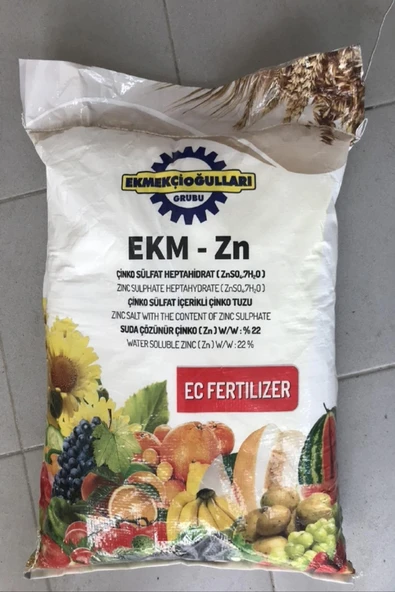 EKMEKÇİOĞULLARI
GRUBU
EKM - Zn
ÇİNKO SÜLFAT HEPTAHİDRAT ( ZnSO₄.7H₂O )
ZINC SULPHATE HEPTAHYDRATE ( ZnSO₄.7H₂O )
ÇİNKO SÜLFAT İÇERİKLİ ÇİNKO TUZU
ZINC SALT WITH THE CONTENT OF ZINC SULPHATE
SUDA ÇÖZÜNÜR ÇİNKO ( Zn ) W/W : % 22
WATER SOLUBLE ZINC ( Zn ) W/W : 22 %
EC FERTILIZER